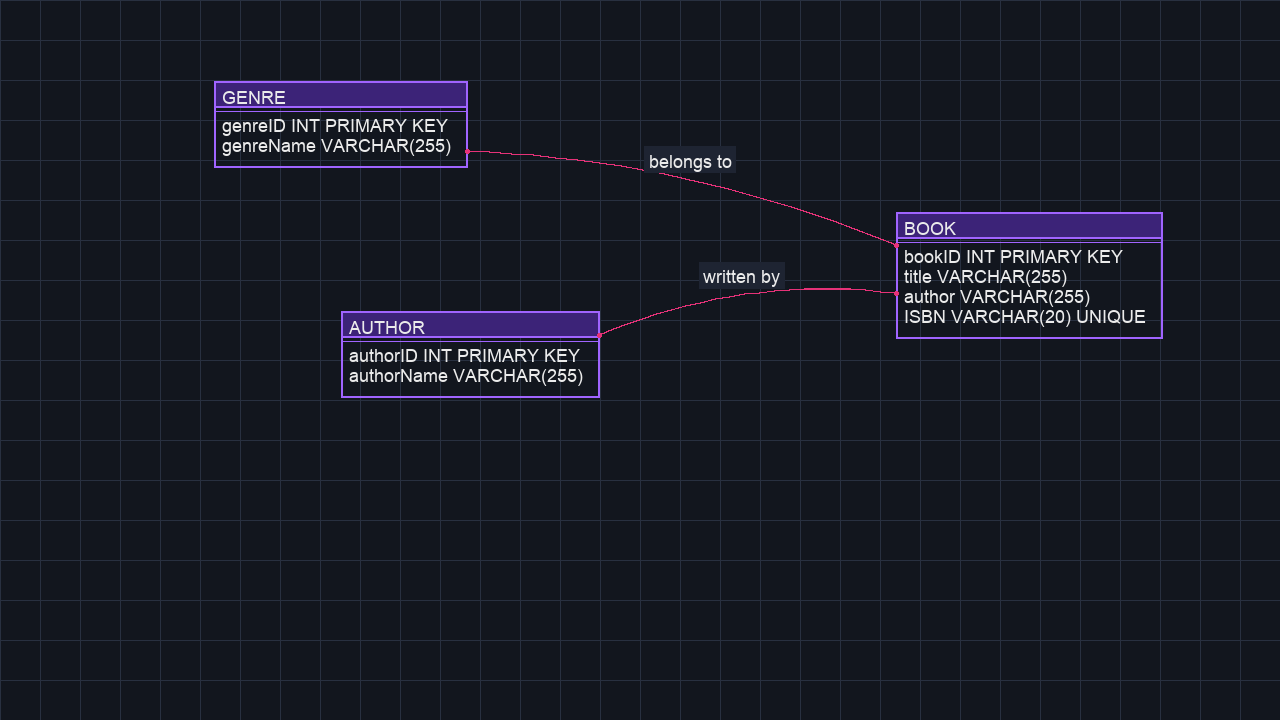 GENRE
genreID INT PRIMARY KEY
genreName VARCHAR(255)
belongs to
BOOK
bookID INT PRIMARY KEY
title VARCHAR(255)
author VARCHAR(255)
ISBN VARCHAR(20) UNIQUE
written by
AUTHOR
authorID INT PRIMARY KEY
authorName VARCHAR(255)